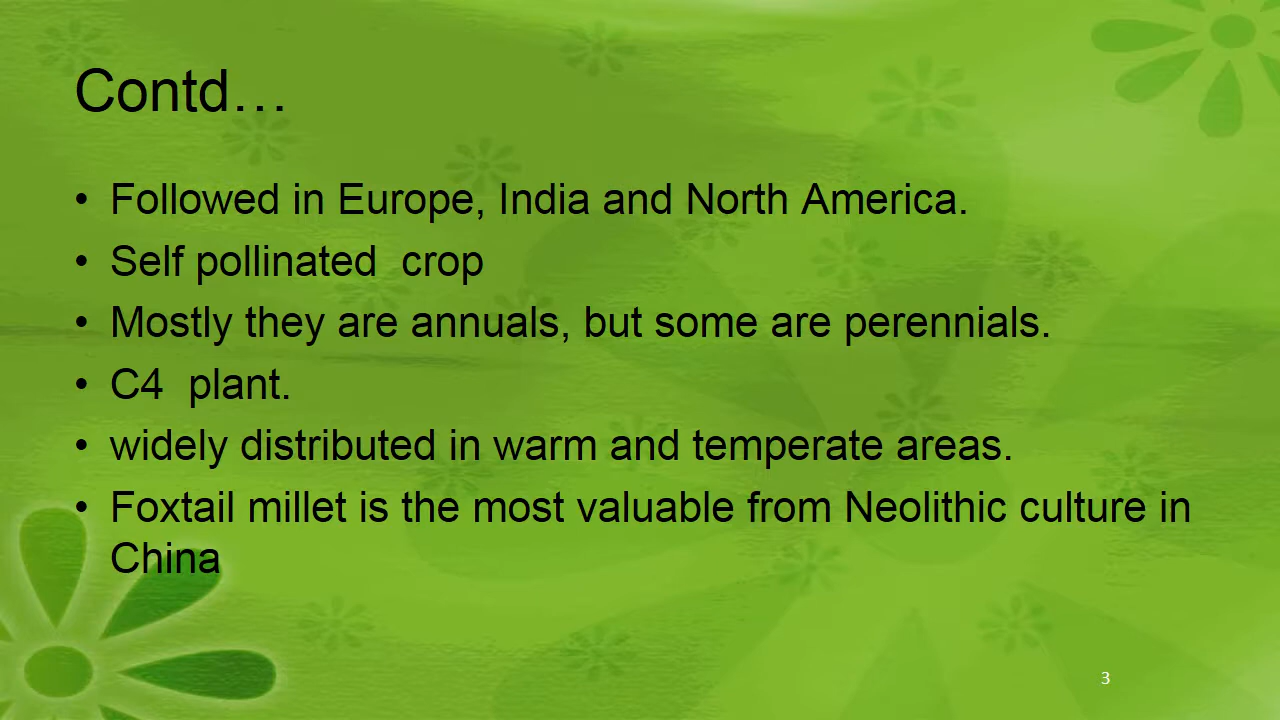 Contd…
• Followed in Europe, India and North America.
• Self pollinated  crop
• Mostly they are annuals, but some are perennials.
• C4  plant.
• widely distributed in warm and temperate areas.
• Foxtail millet is the most valuable from Neolithic culture in
China
3